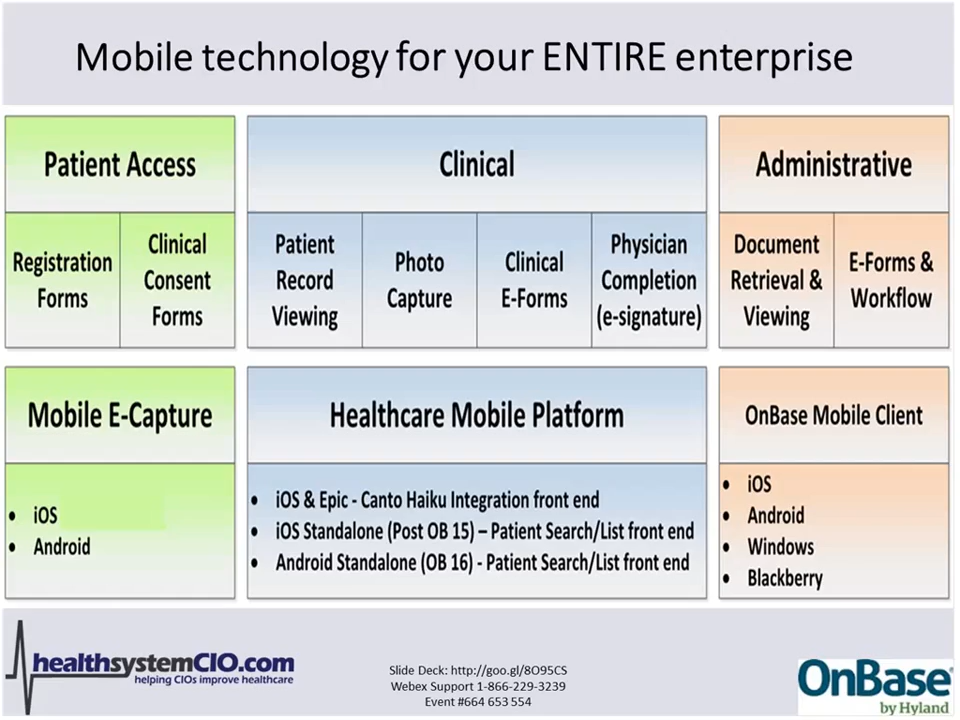 Mobile technology for your ENTIRE enterprise
Patient Access
Registration
Forms
Clinical
Consent
Forms
Clinical
Patient
Record
Viewing
Photo
Capture
Clinical
E-Forms
Physician
Completion
(e-signature)
Administrative
Document
Retrieval &
Viewing
E-Forms &
Workflow
Mobile E-Capture
• iOS
• Android
Healthcare Mobile Platform
• iOS & Epic - Canto Haiku Integration front end
• iOS Standalone (Post OB 15) – Patient Search/List front end
• Android Standalone (OB 16) - Patient Search/List front end
OnBase Mobile Client
• iOS
• Android
• Windows
• Blackberry
healthsystemCIO.com
helping CIOs improve healthcare
Slide Deck: http://goo.gl/8O95CS
Webex Support 1-866-229-3239
Event #664 653 554
OnBase®
by Hyland